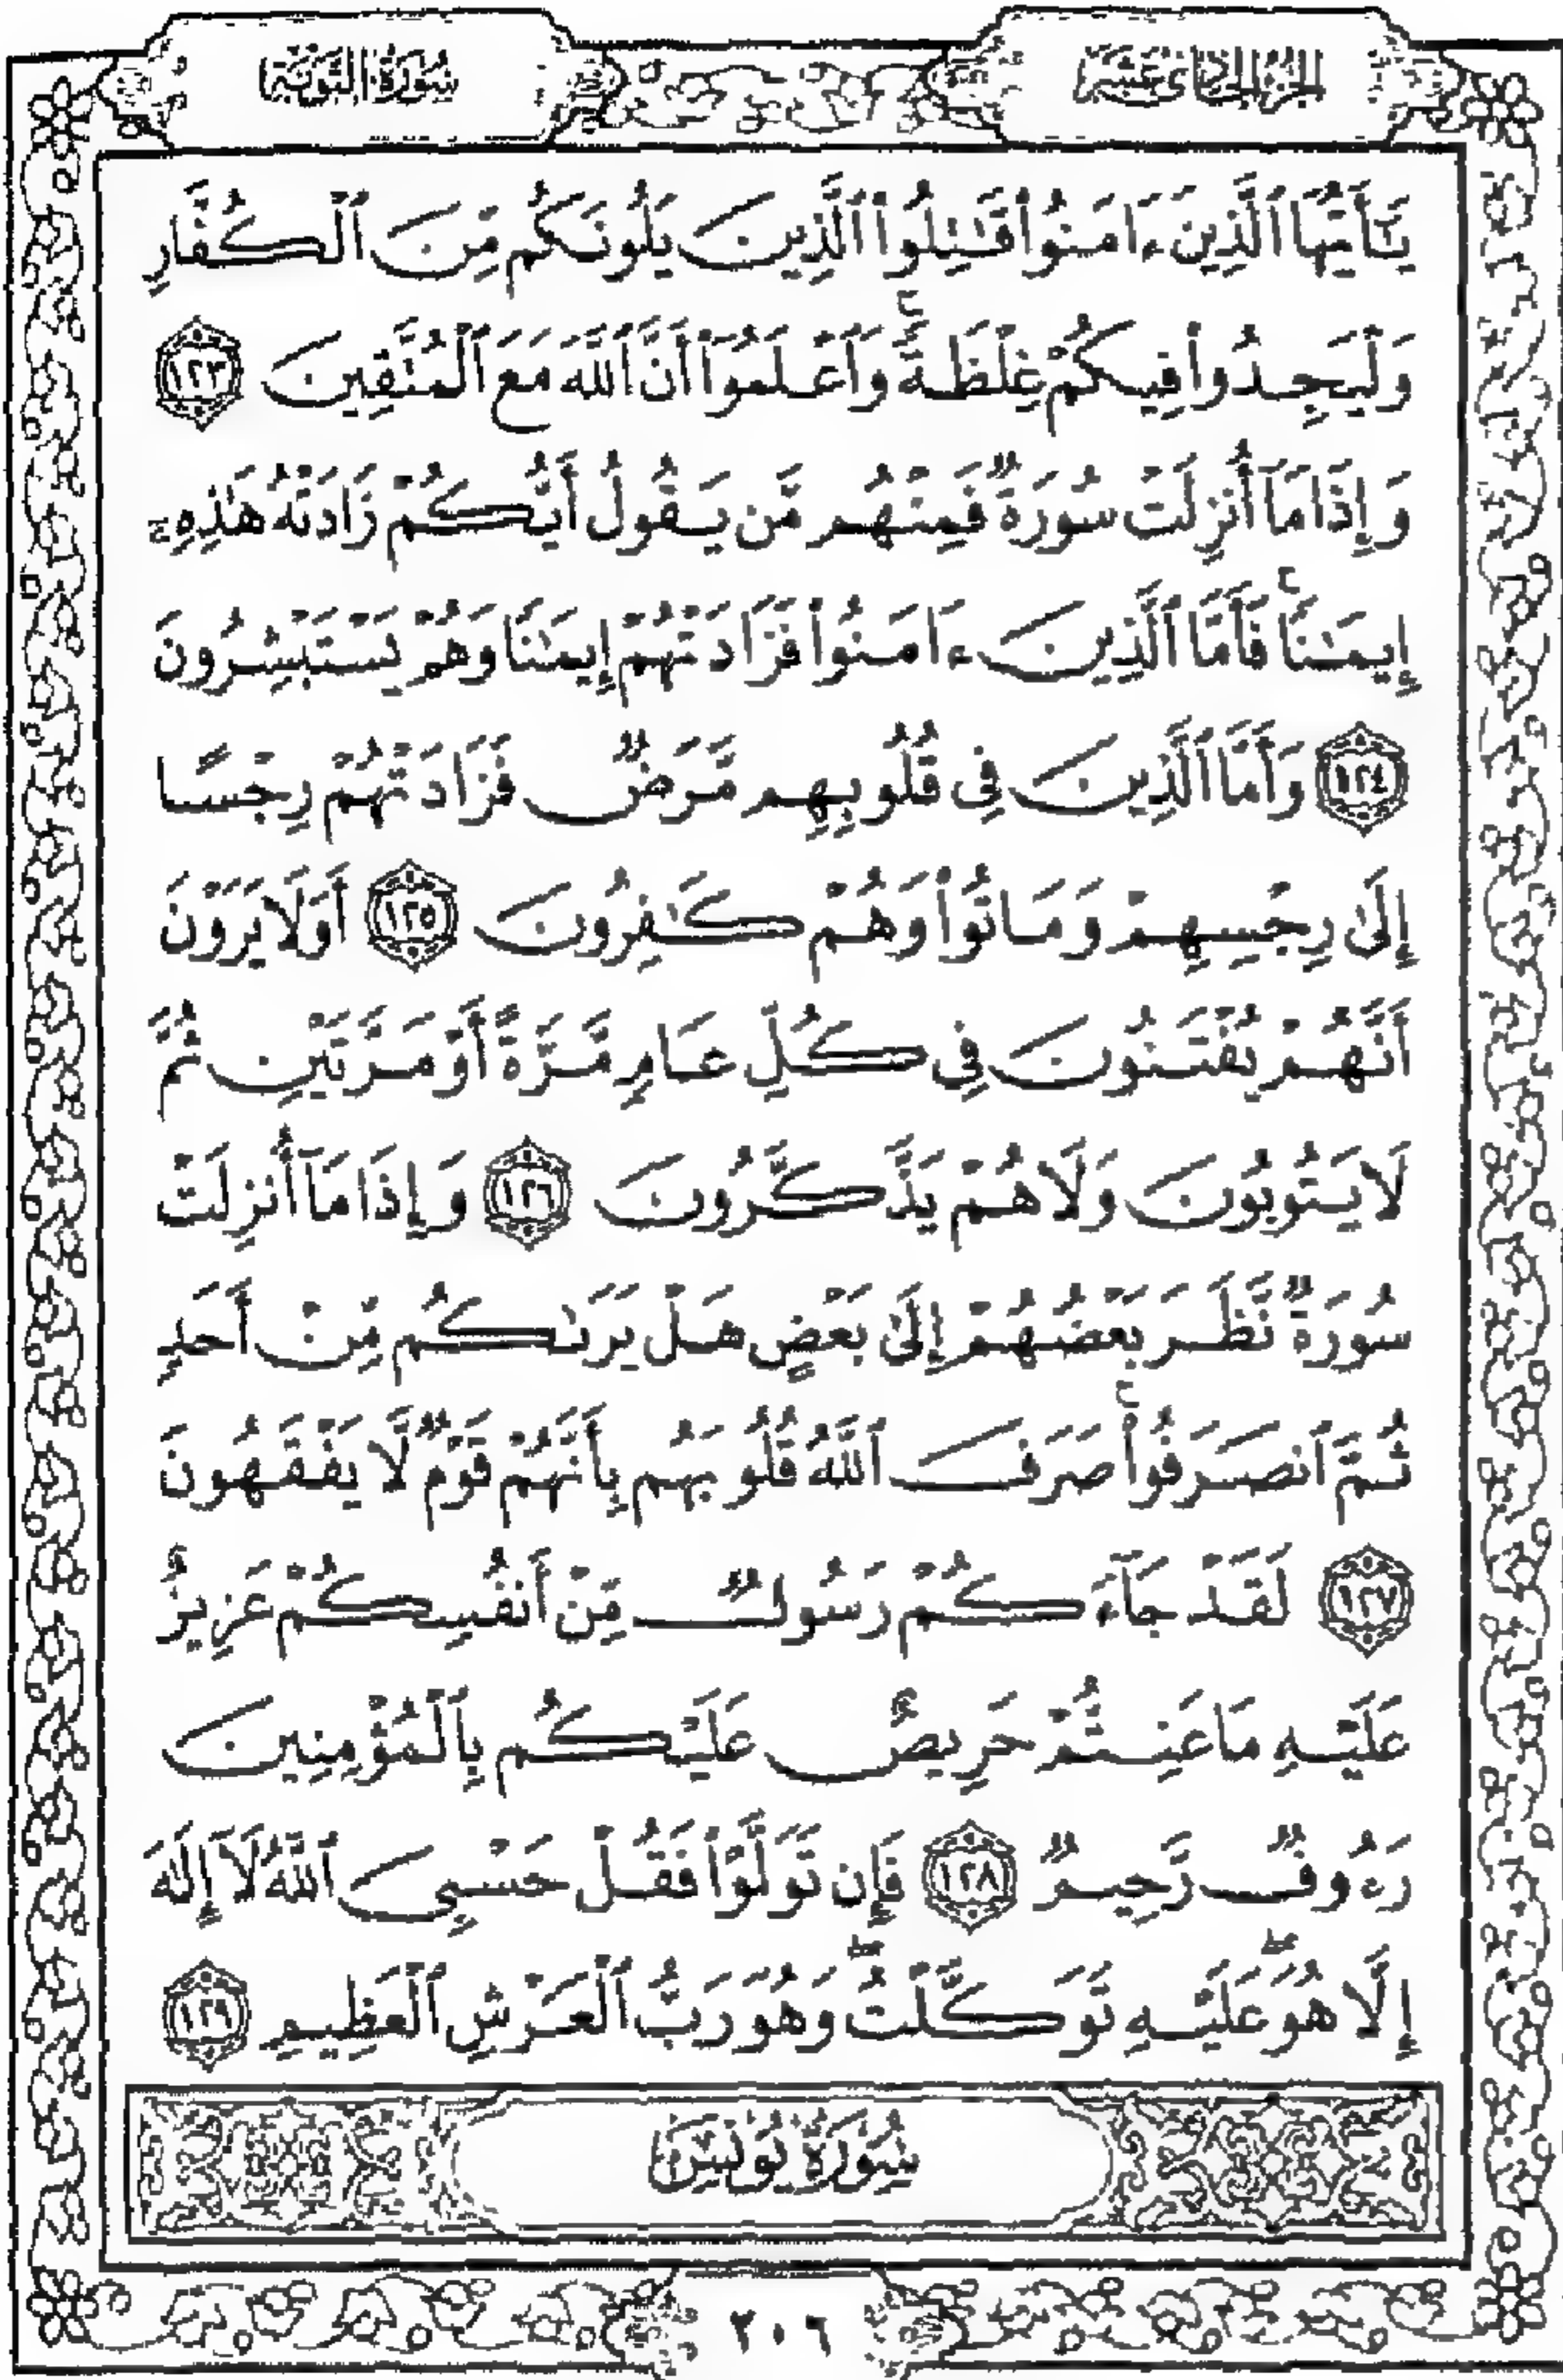 الجزء الحادي عشر
سورة التوبة
يَٰٓأَيُّهَا ٱلَّذِينَ ءَامَنُوا۟ قَٰتِلُوا۟ ٱلَّذِينَ يَلُونَكُم مِّنَ ٱلْكُفَّارِ
وَلْيَجِدُوا۟ فِيكُمْ غِلْظَةً ۚ وَٱعْلَمُوٓا۟ أَنَّ ٱللَّهَ مَعَ ٱلْمُتَّقِينَ ١٢٣
وَإِذَا مَآ أُنزِلَتْ سُورَةٌ فَمِنْهُم مَّن يَقُولُ أَيُّكُمْ زَادَتْهُ هَٰذِهِۦٓ
إِيمَٰنًا ۚ فَأَمَّا ٱلَّذِينَ ءَامَنُوا۟ فَزَادَتْهُمْ إِيمَٰنًا وَهُمْ يَسْتَبْشِرُونَ
١٢٤ وَأَمَّا ٱلَّذِينَ فِى قُلُوبِهِم مَّرَضٌ فَزَادَتْهُمْ رِجْسًا
إِلَىٰ رِجْسِهِمْ وَمَاتُوا۟ وَهُمْ كَٰفِرُونَ ١٢٥ أَوَلَا يَرَوْنَ
أَنَّهُمْ يُفْتَنُونَ فِى كُلِّ عَامٍ مَّرَّةً أَوْ مَرَّتَيْنِ ثُمَّ
لَا يَتُوبُونَ وَلَا هُمْ يَذَّكَّرُونَ ١٢٦ وَإِذَا مَآ أُنزِلَتْ
سُورَةٌ نَّظَرَ بَعْضُهُمْ إِلَىٰ بَعْضٍ هَلْ يَرَىٰكُم مِّنْ أَحَدٍ
ثُمَّ ٱنصَرَفُوا۟ ۚ صَرَفَ ٱللَّهُ قُلُوبَهُم بِأَنَّهُمْ قَوْمٌ لَّا يَفْقَهُونَ
١٢٧ لَقَدْ جَآءَكُمْ رَسُولٌ مِّنْ أَنفُسِكُمْ عَزِيزٌ
عَلَيْهِ مَا عَنِتُّمْ حَرِيصٌ عَلَيْكُم بِٱلْمُؤْمِنِينَ
رَءُوفٌ رَّحِيمٌ ١٢٨ فَإِن تَوَلَّوْا۟ فَقُلْ حَسْبِىَ ٱللَّهُ لَآ إِلَٰهَ
إِلَّا هُوَ ۖ عَلَيْهِ تَوَكَّلْتُ ۖ وَهُوَ رَبُّ ٱلْعَرْشِ ٱلْعَظِيمِ ١٢٩
سُورَةُ يُونُسَ
٢٠٦